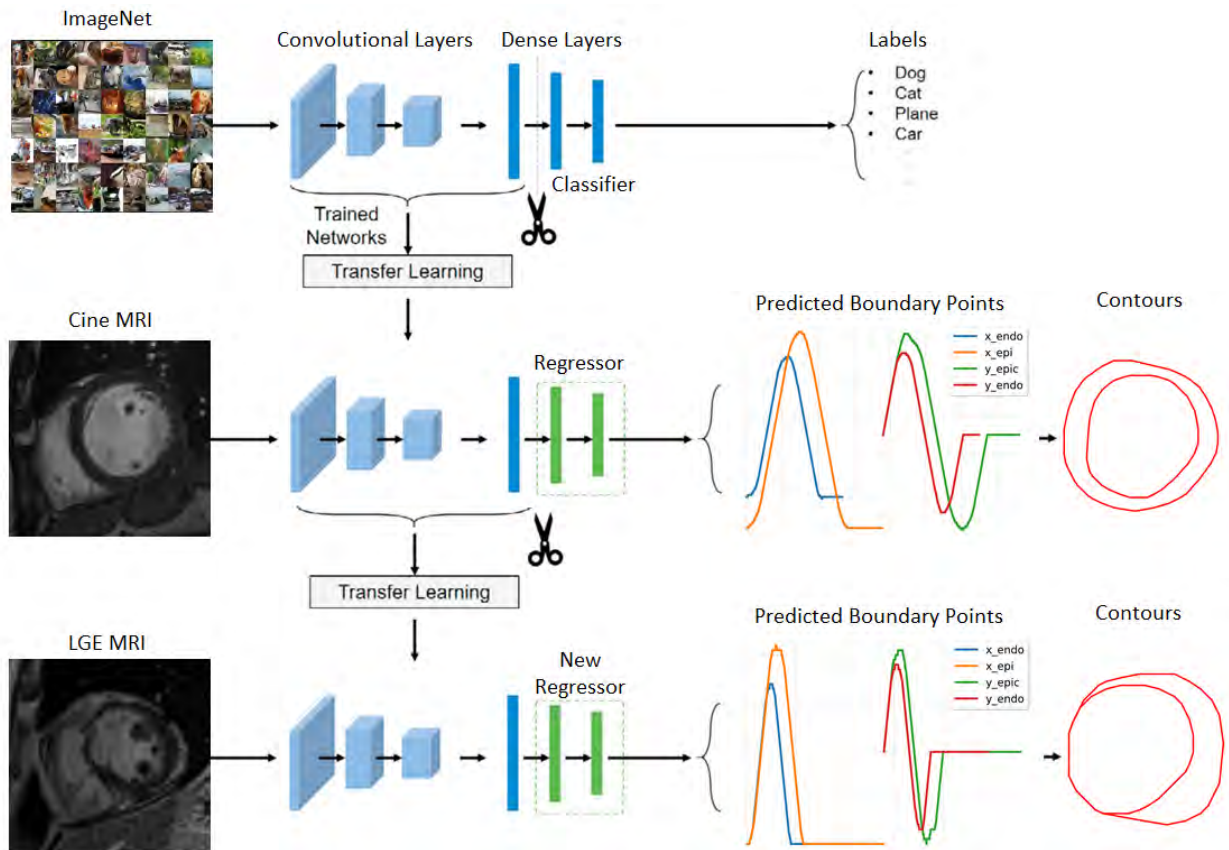 ImageNet
Convolutional Layers
Dense Layers
Labels
• Dog
• Cat
• Plane
• Car
Classifier
Trained
Networks
Transfer Learning
Cine MRI
Regressor
Predicted Boundary Points
Contours
x_endo
x_epi
y_epic
y_endo
Transfer Learning
LGE MRI
New
Regressor
Predicted Boundary Points
Contours
x_endo
x_epi
y_epic
y_endo